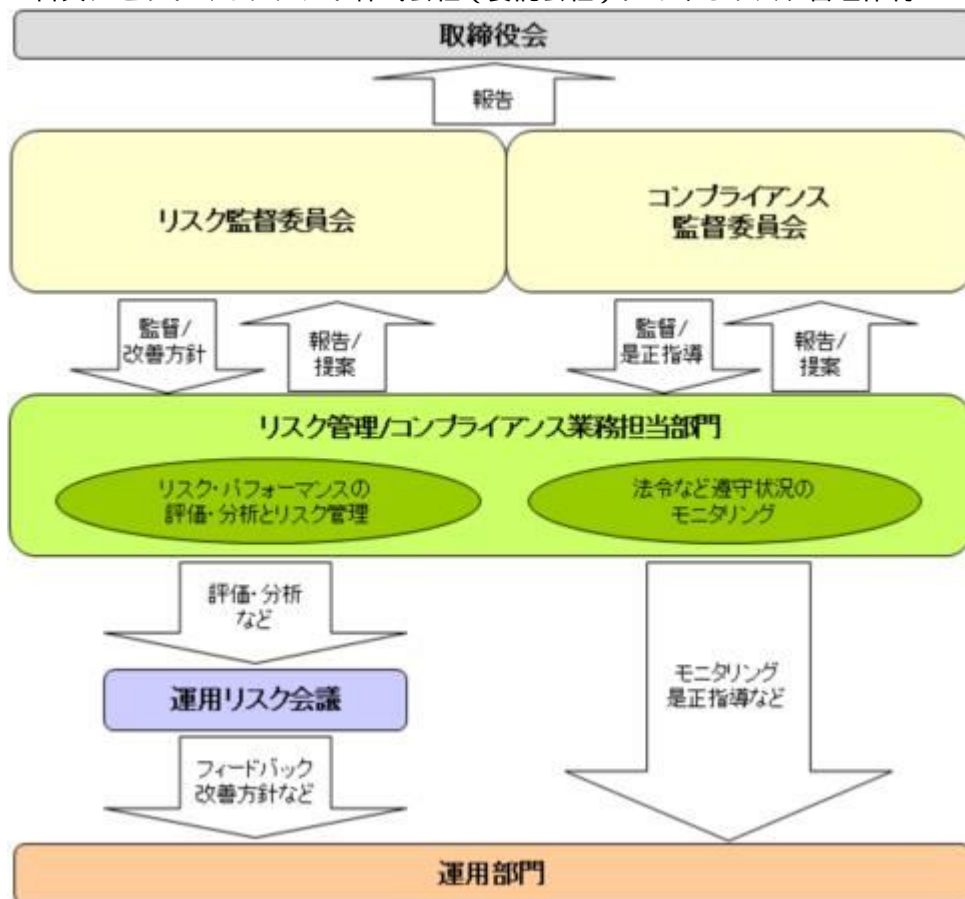 取締役会
報告
リスク監督委員会
コンプライアンス
監督委員会
監督/
改善方針
報告/
提案
監督/
是正指導
報告/
提案
リスク管理/コンプライアンス業務担当部門
リスク・パフォーマンスの
評価・分析とリスク管理
法令など遵守状況の
モニタリング
評価・分析
など
運用リスク会議
モニタリング
是正指導など
フィードバック
改善方針など
運用部門